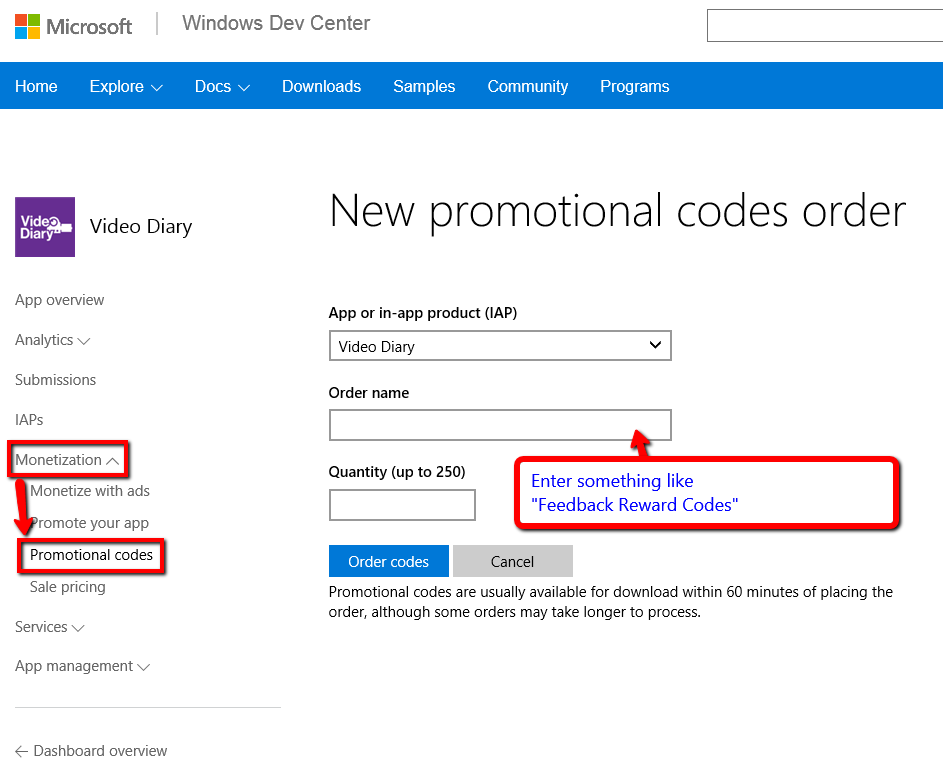 Microsoft
Windows Dev Center
Home
Explore
Docs
Downloads
Samples
Community
Programs
Video
Diary
Video Diary
New promotional codes order
App overview
Analytics
Submissions
IAPs
Monetization
Monetize with ads
Promote your app
Promotional codes
Sale pricing
Services
App management
Dashboard overview
App or in-app product (IAP)
Video Diary
Order name
Enter something like
"Feedback Reward Codes"
Quantity (up to 250)
Order codes
Cancel
Promotional codes are usually available for download within 60 minutes of placing the
order, although some orders may take longer to process.